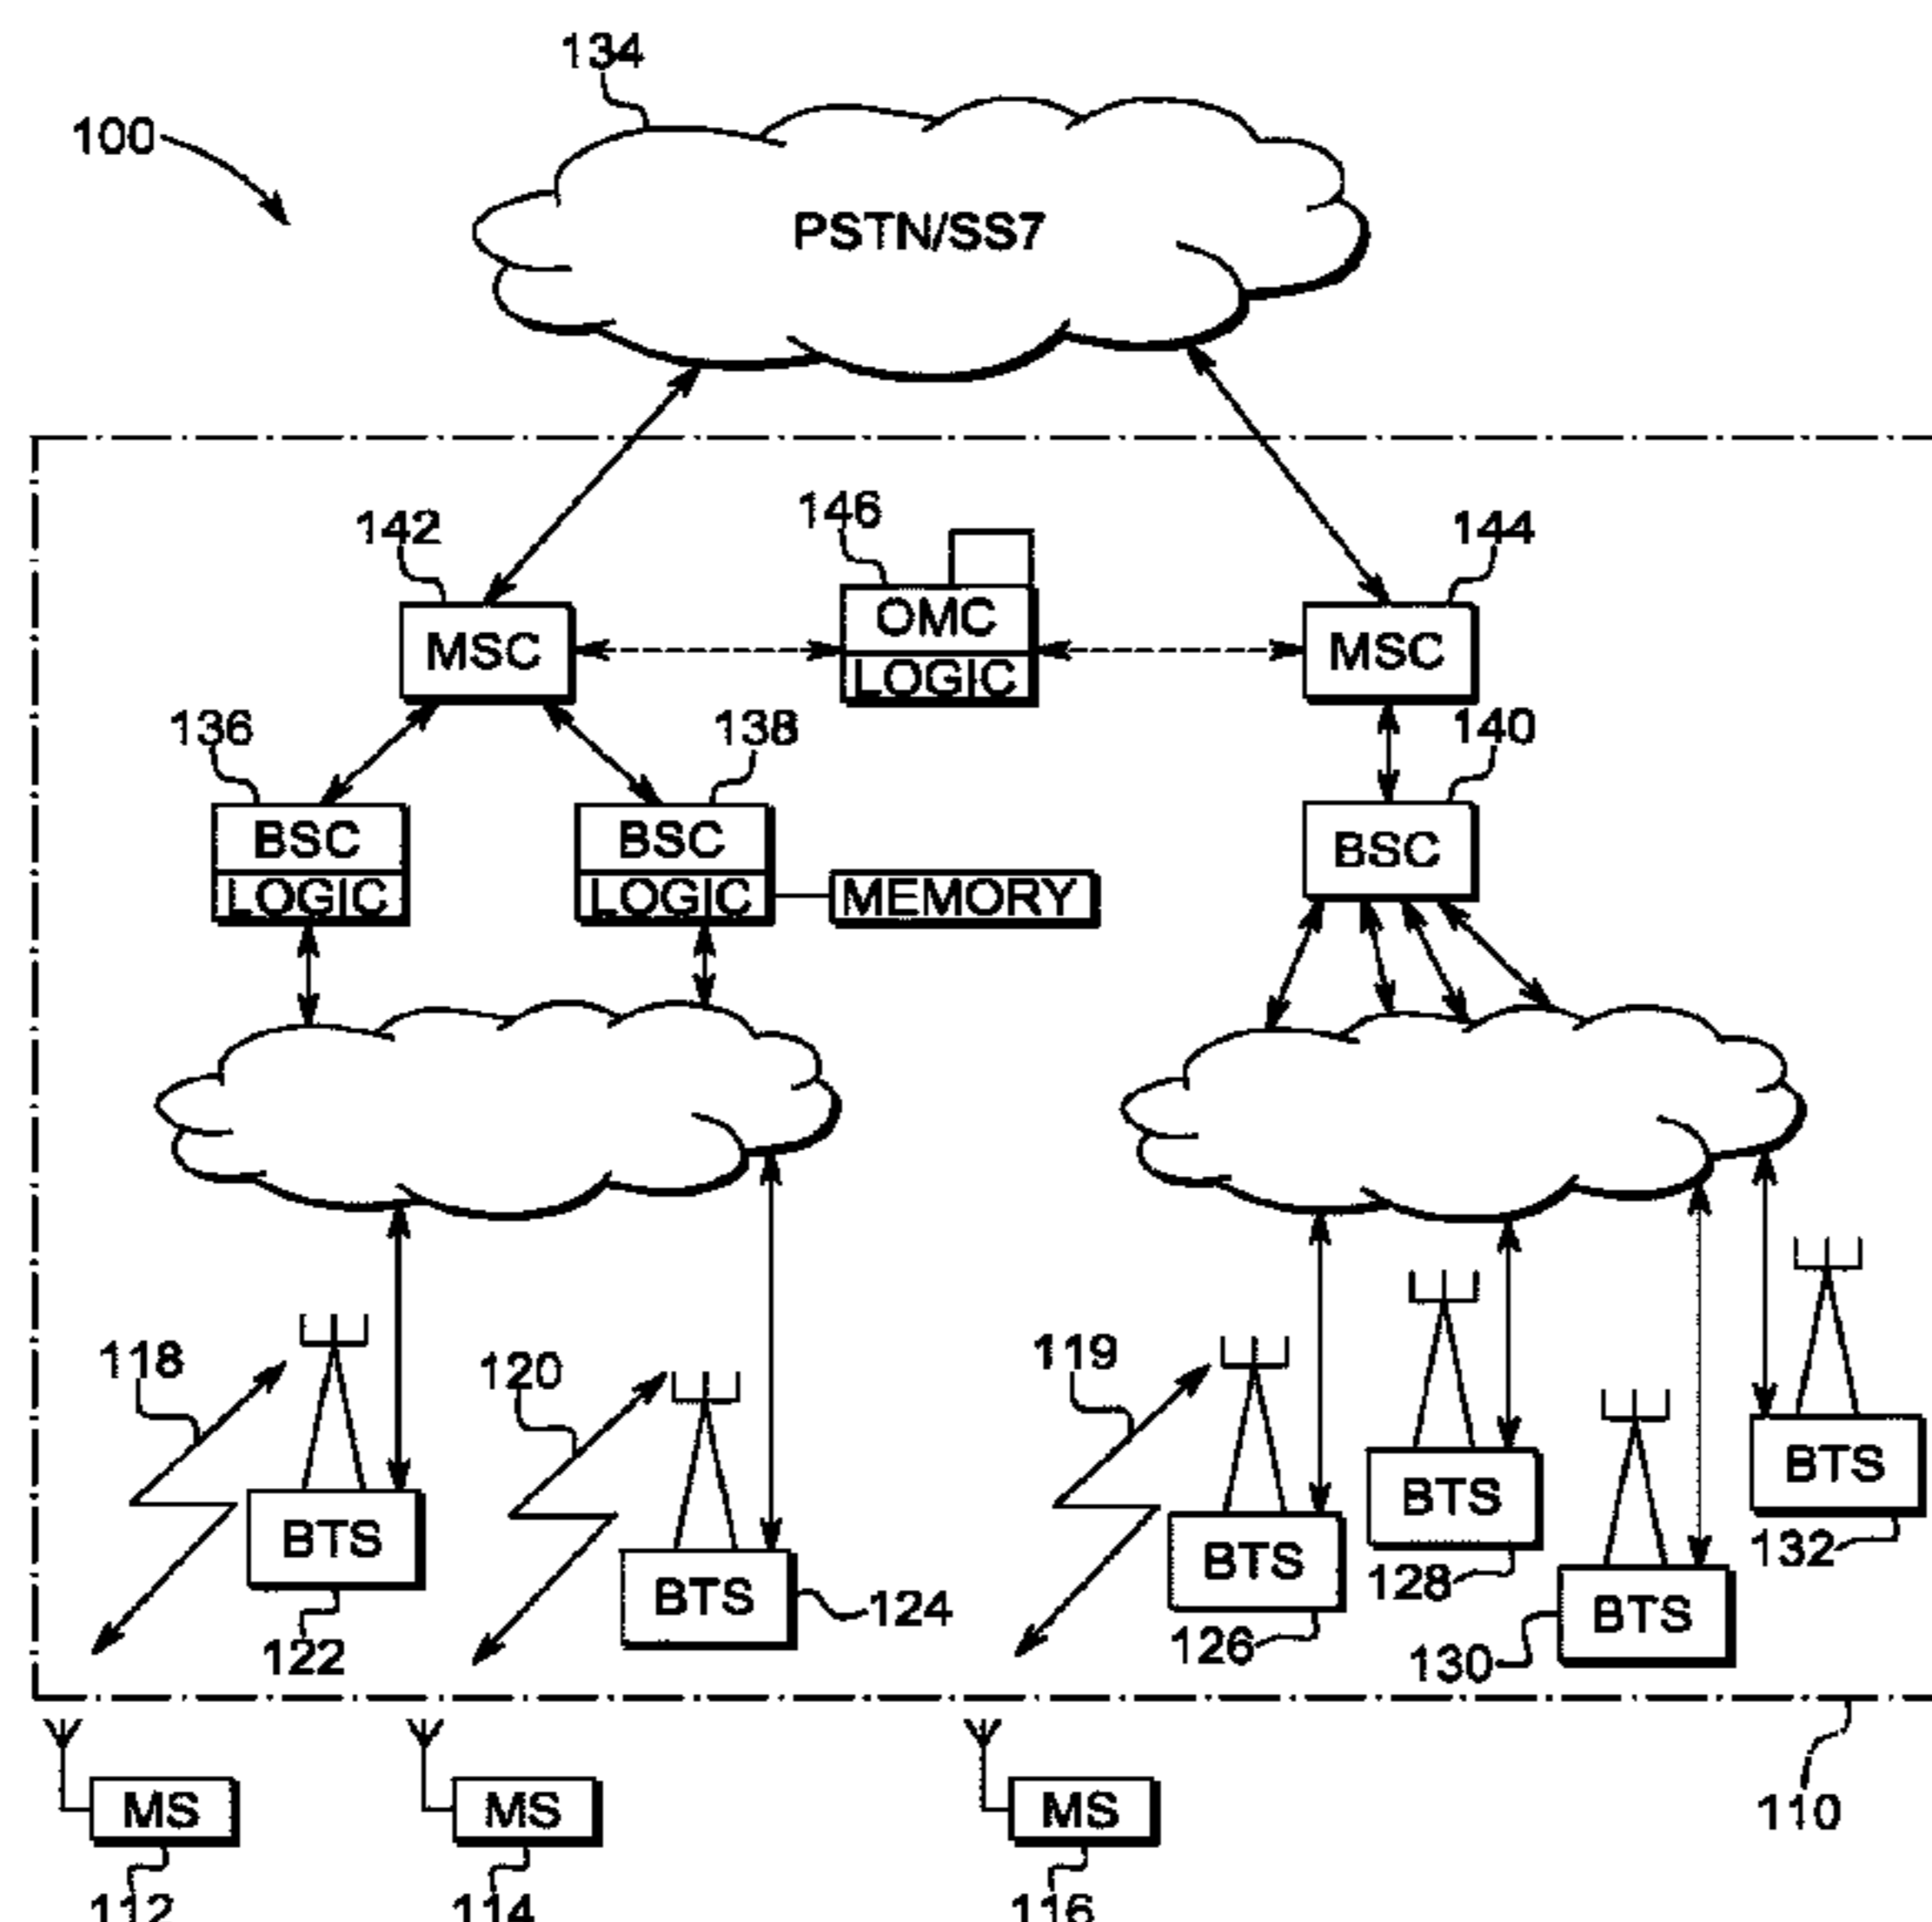 134
100
PSTN/SS7
142
146
144
MSC
OMC
LOGIC
MSC
136
138
140
BSC
LOGIC
BSC
LOGIC
MEMORY
BSC
118
120
119
BTS
122
BTS
124
BTS
126
BTS
128
BTS
130
BTS
132
110
MS
MS
MS
112
114
116